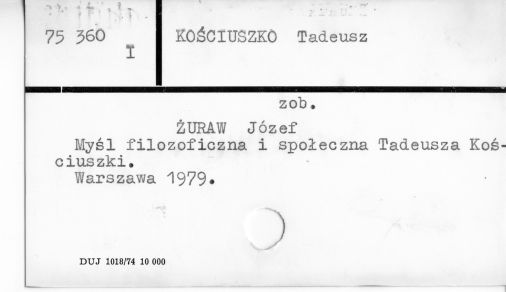 75 360
I
KOŚCIUSZKO Tadeusz
zob.
ŻURAW Józef
Myśl filozoficzna i społeczna Tadeusza Koś-
ciuszki.
Warszawa 1979.
DUJ 1018/74 10 000